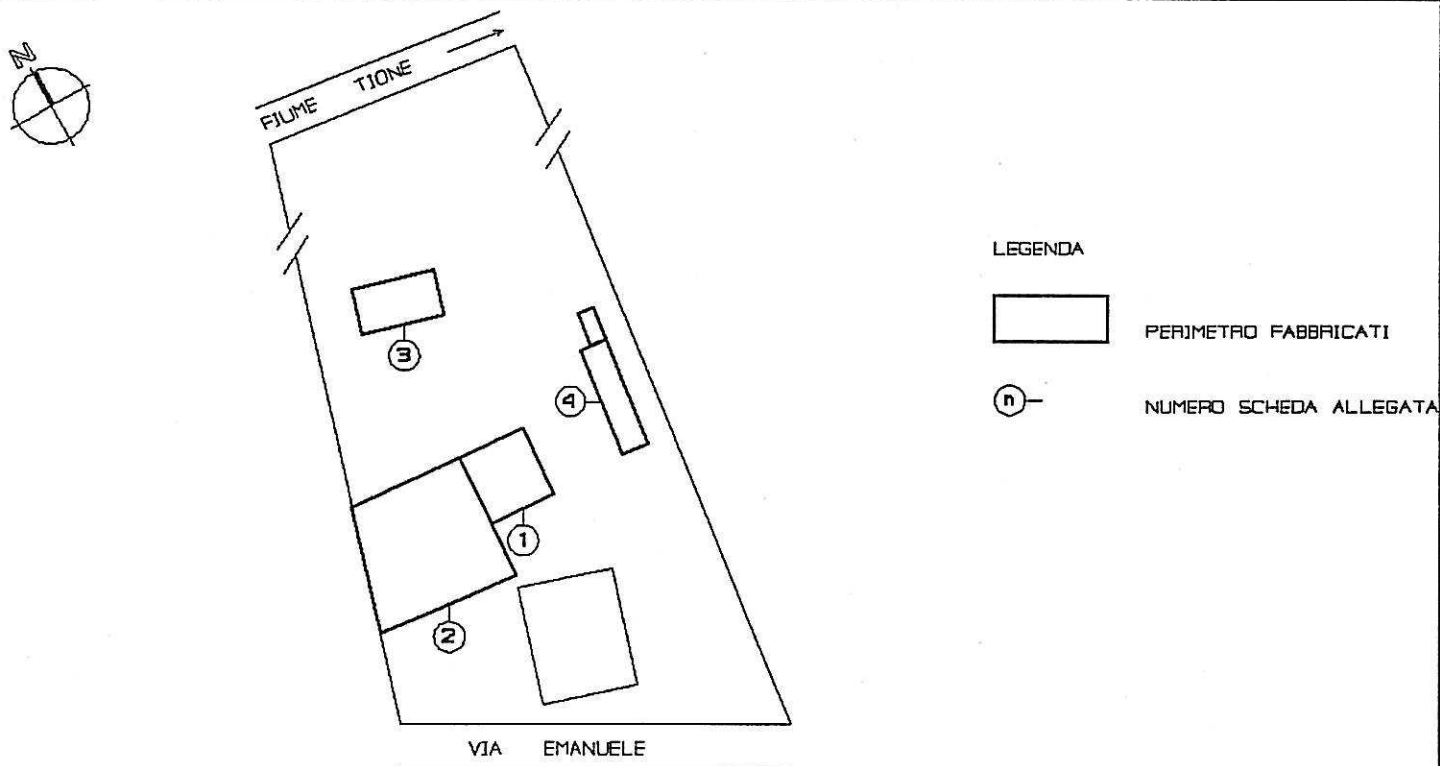 N
FIUME TIONE
LEGENDA
PERIMETRO FABBRICATI
3
4
n
NUMERO SCHEDA ALLEGATA
1
2
VIA EMANUELE